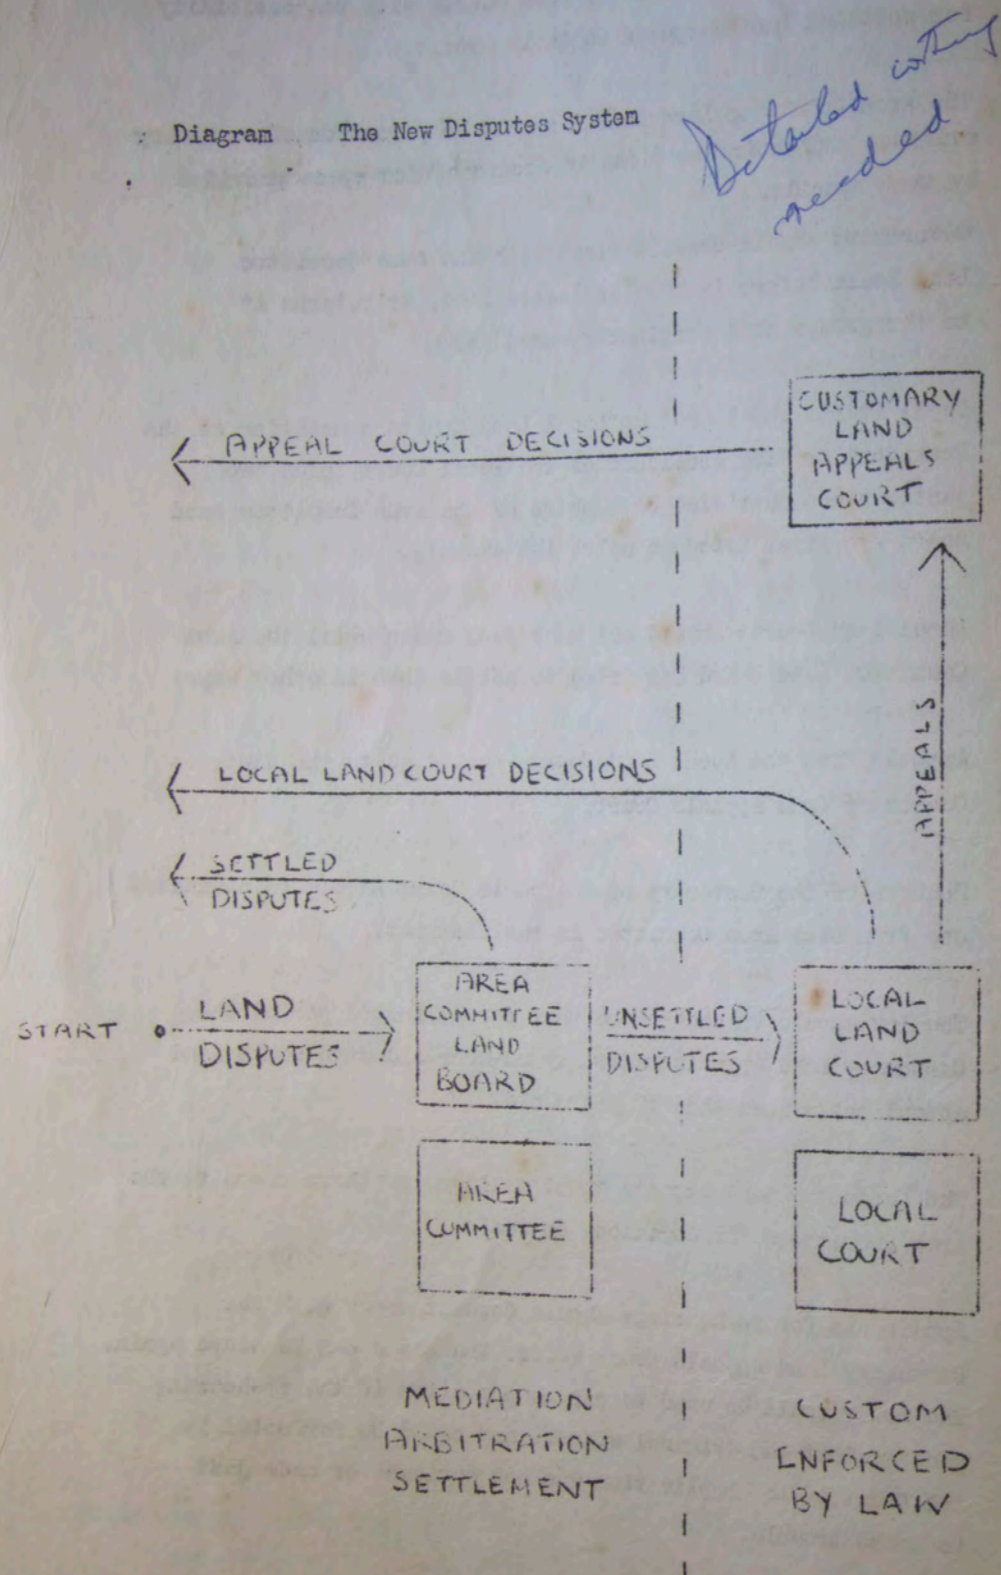 Diagram The New Disputes System
Detailed costing
needed
CUSTOMARY
LAND
APPEALS
COURT
APPEAL COURT DECISIONS
APPEALS
LOCAL LAND COURT DECISIONS
SETTLED
DISPUTES
START
LAND
DISPUTES
AREA
COMMITTEE
LAND
BOARD
UNSETTLED
DISPUTES
LOCAL
LAND
COURT
AREA
COMMITTEE
LOCAL
COURT
MEDIATION
ARBITRATION
SETTLEMENT
CUSTOM
ENFORCED
BY LAW